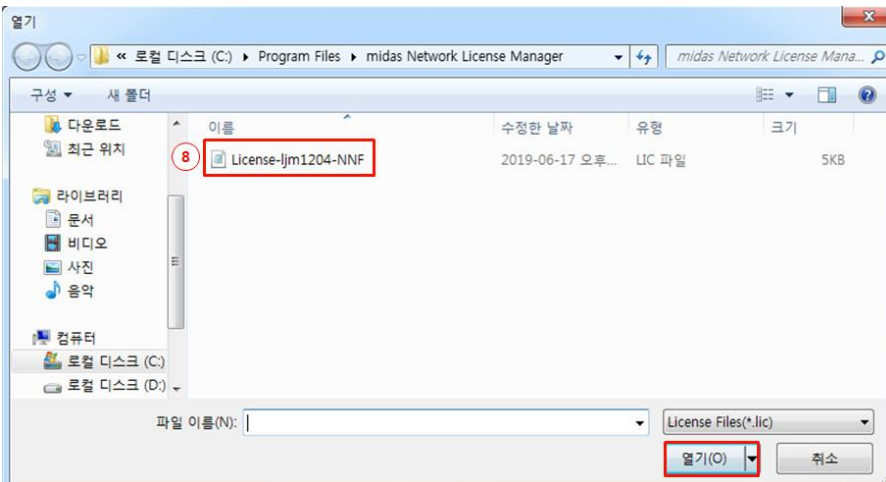 열기
« 로컬 디스크 (C:) ▸ Program Files ▸ midas Network License Manager
midas Network License Mana...
구성 ▼ 새 폴더
다운로드
최근 위치
라이브러리
문서
비디오
사진
음악
컴퓨터
로컬 디스크 (C:)
로컬 디스크 (D:)
이름 수정한 날짜 유형 크기
8 License-ljm1204-NNF 2019-06-17 오후... LIC 파일 5KB
파일 이름(N): License Files(*.lic)
열기(O) 취소